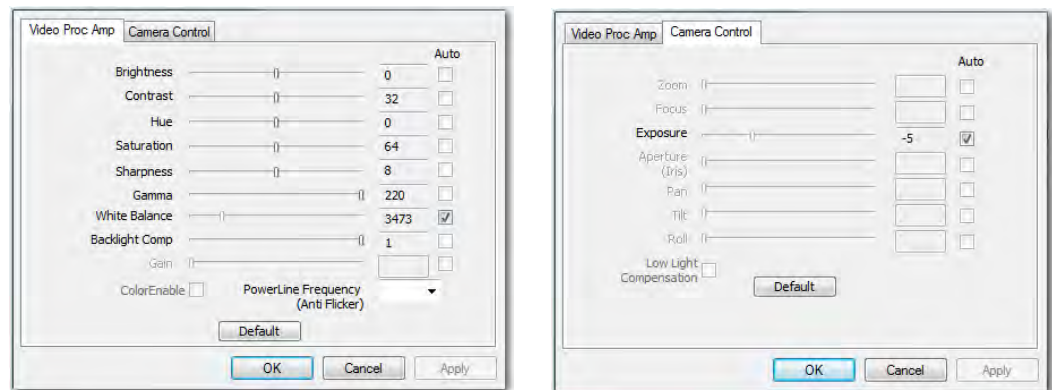 Video Proc Amp Camera Control
Auto
Brightness 0
Contrast 32
Hue 0
Saturation 64
Sharpness 8
Gamma 220
White Balance 3473
Backlight Comp 1
Gain
ColorEnable PowerLine Frequency
(Anti Flicker)
Default
OK Cancel Apply
Video Proc Amp Camera Control
Auto
Zoom
Focus
Exposure -5
Aperture
(Iris)
Pan
Tilt
Roll
Low Light
Compensation
Default
OK Cancel Apply